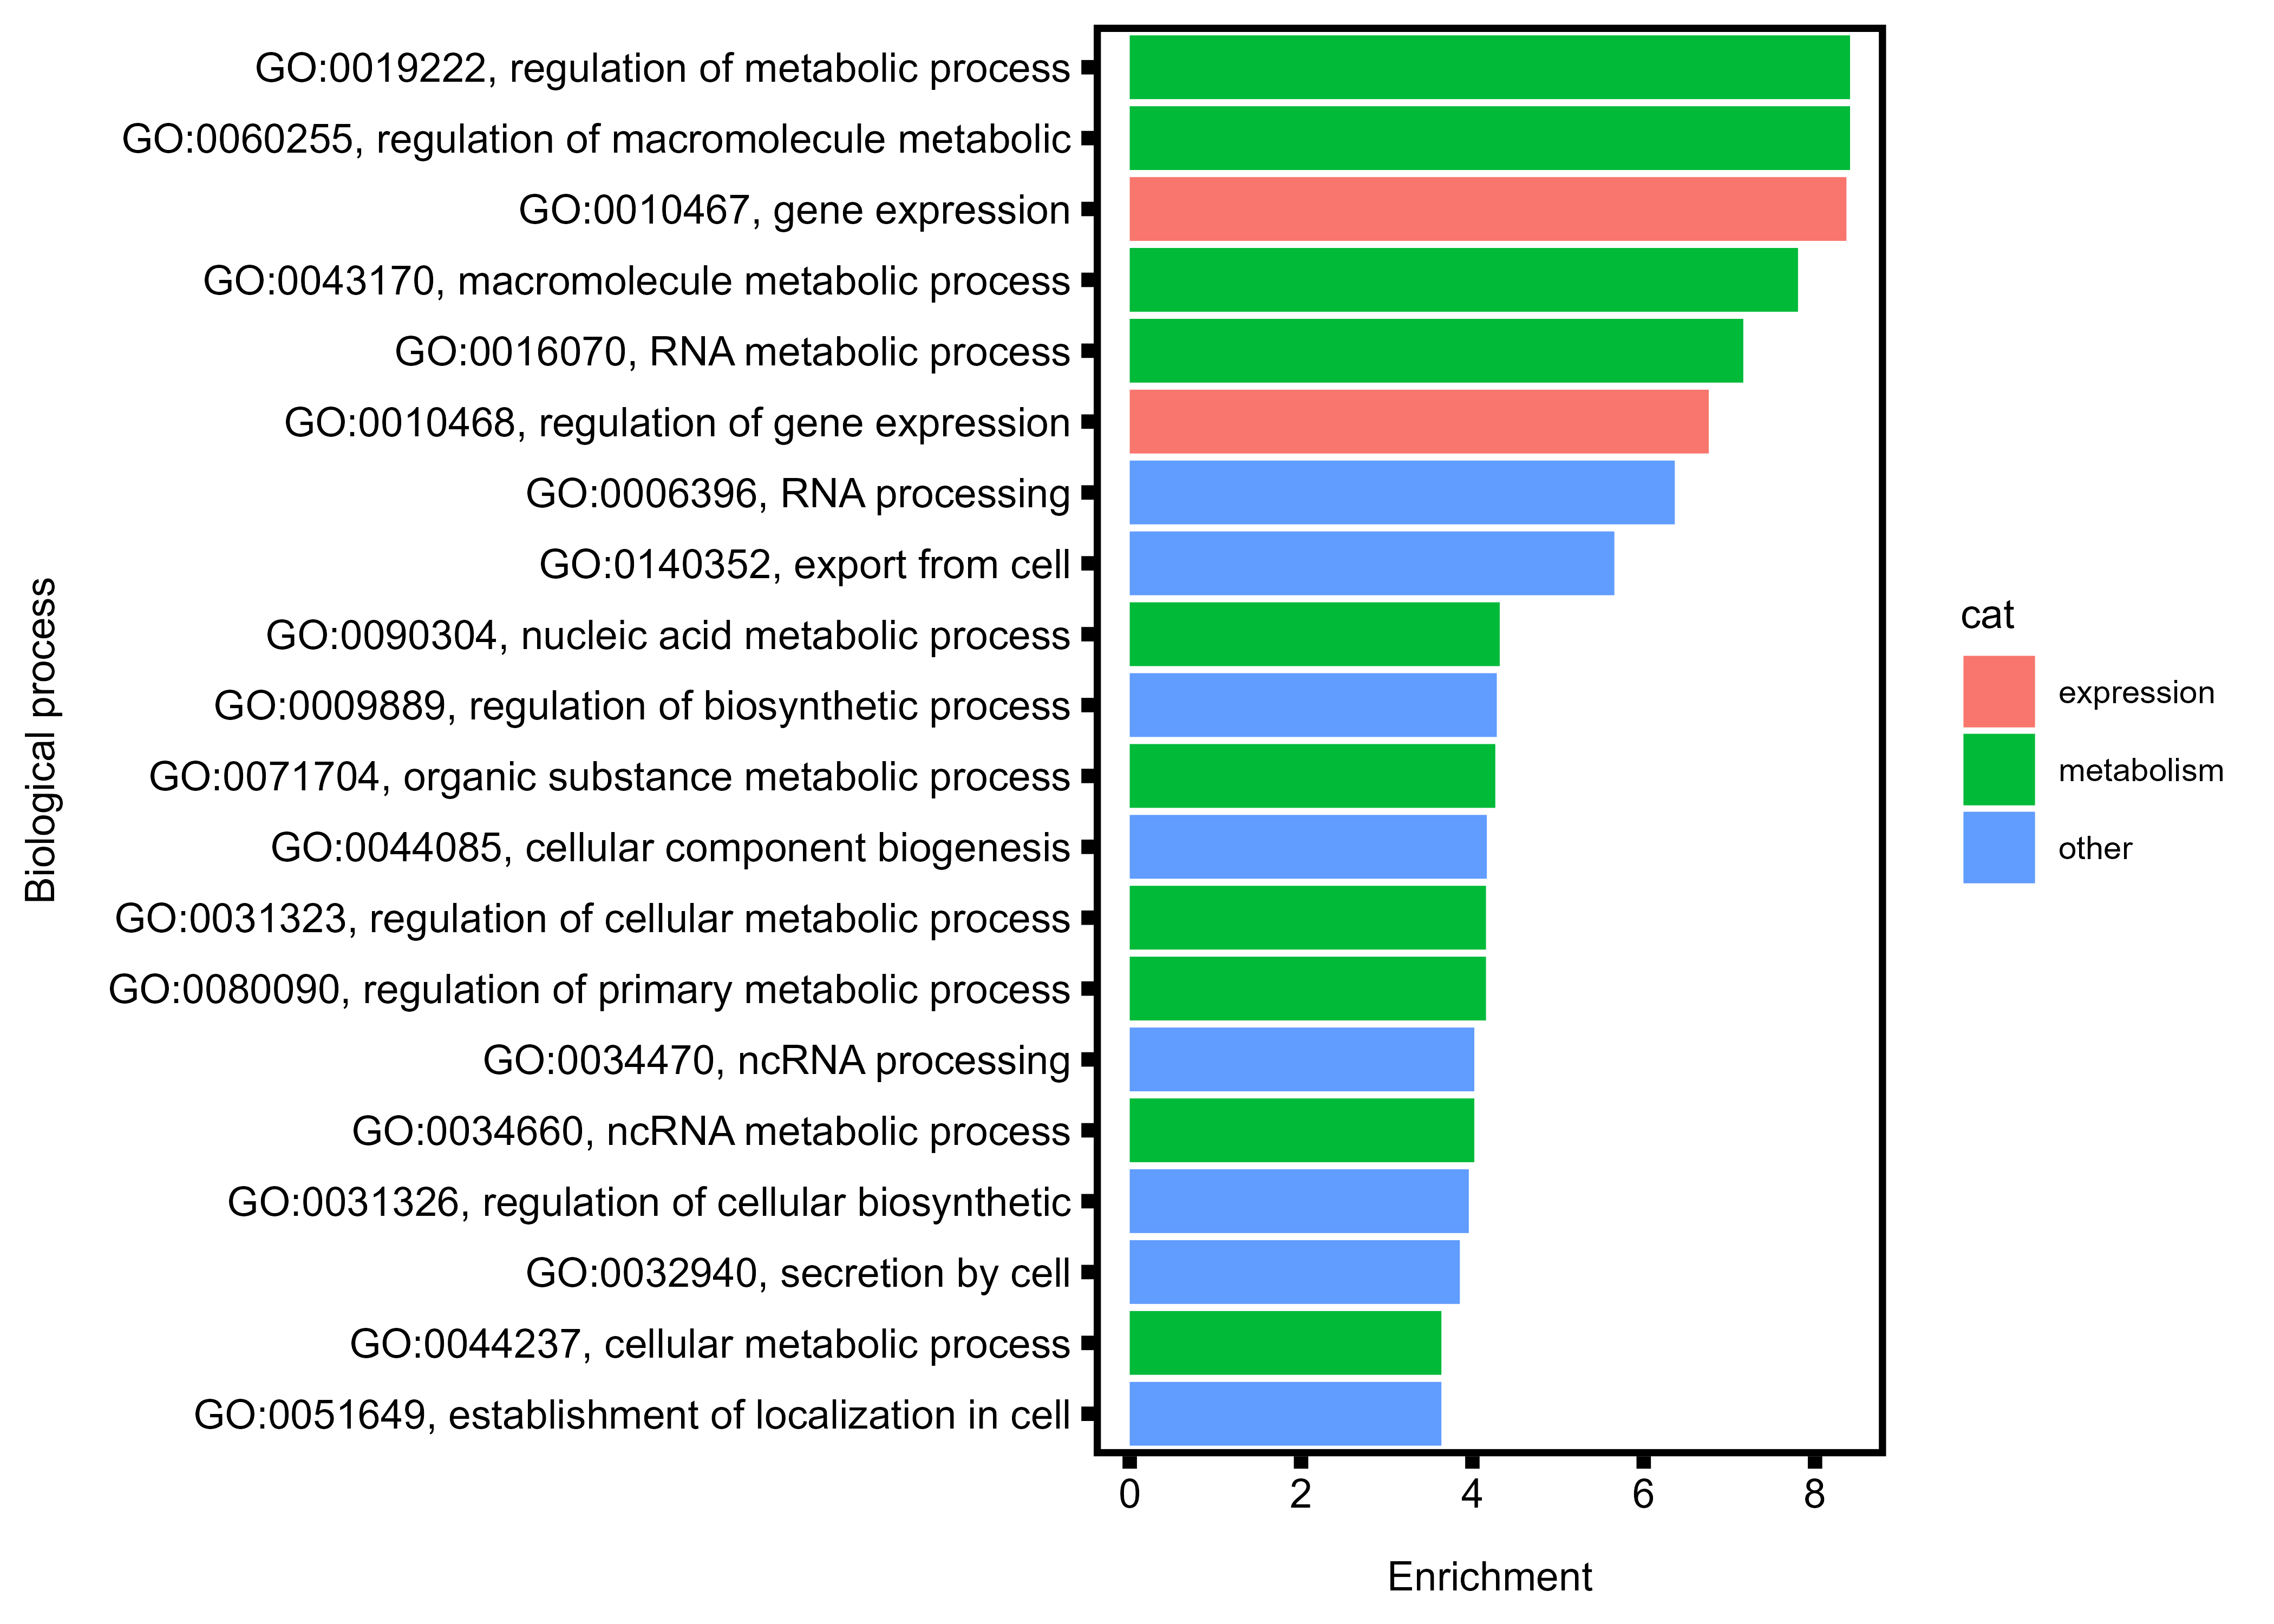 GO:0019222, regulation of metabolic process
GO:0060255, regulation of macromolecule metabolic
GO:0010467, gene expression
GO:0043170, macromolecule metabolic process
GO:0016070, RNA metabolic process
GO:0010468, regulation of gene expression
GO:0006396, RNA processing
GO:0140352, export from cell
GO:0090304, nucleic acid metabolic process
GO:0009889, regulation of biosynthetic process
GO:0071704, organic substance metabolic process
GO:0044085, cellular component biogenesis
GO:0031323, regulation of cellular metabolic process
GO:0080090, regulation of primary metabolic process
GO:0034470, ncRNA processing
GO:0034660, ncRNA metabolic process
GO:0031326, regulation of cellular biosynthetic
GO:0032940, secretion by cell
GO:0044237, cellular metabolic process
GO:0051649, establishment of localization in cell
Biological process
0 2 4 6 8
Enrichment
cat
expression
metabolism
other